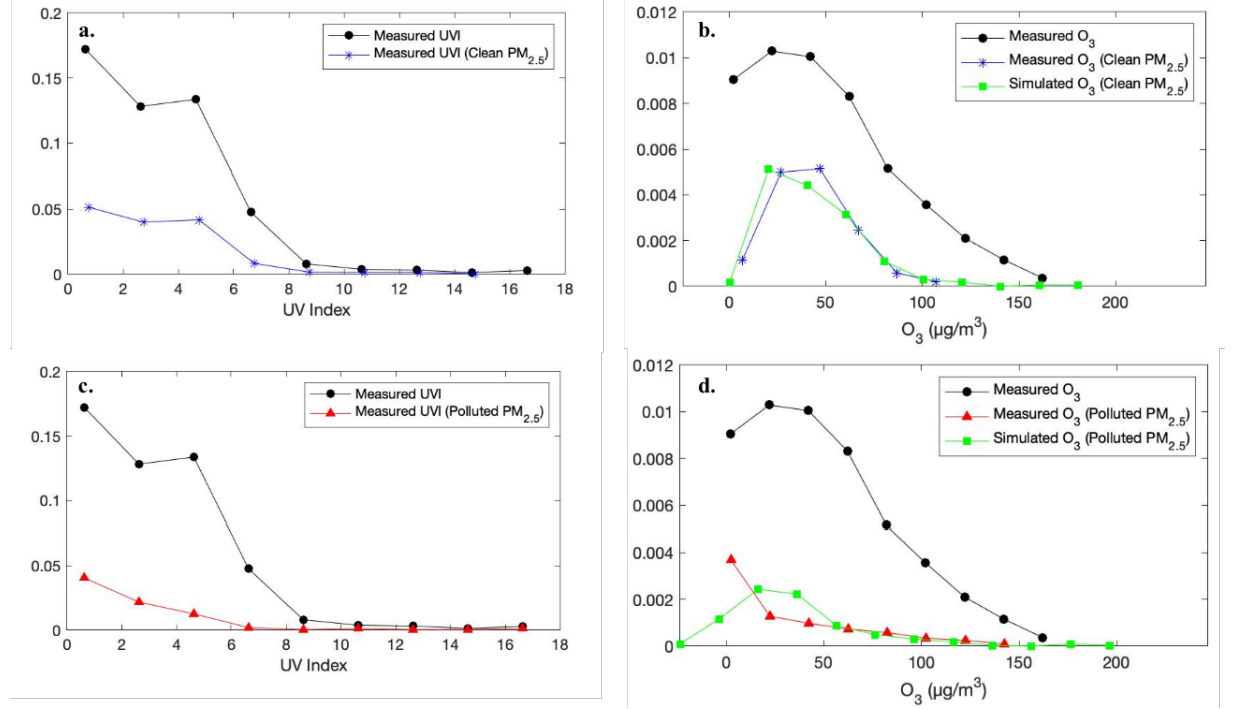 a.
Measured UVI
Measured UVI (Clean PM2.5)
0.2
0.15
0.1
0.05
0
0 2 4 6 8 10 12 14 16 18
UV Index
b.
Measured O3
Measured O3 (Clean PM2.5)
Simulated O3 (Clean PM2.5)
0.012
0.01
0.008
0.006
0.004
0.002
0
0 50 100 150 200
O3 (µg/m³)
c.
Measured UVI
Measured UVI (Polluted PM2.5)
0.2
0.15
0.1
0.05
0
0 2 4 6 8 10 12 14 16 18
UV Index
d.
Measured O3
Measured O3 (Polluted PM2.5)
Simulated O3 (Polluted PM2.5)
0.012
0.01
0.008
0.006
0.004
0.002
0
0 50 100 150 200
O3 (µg/m³)